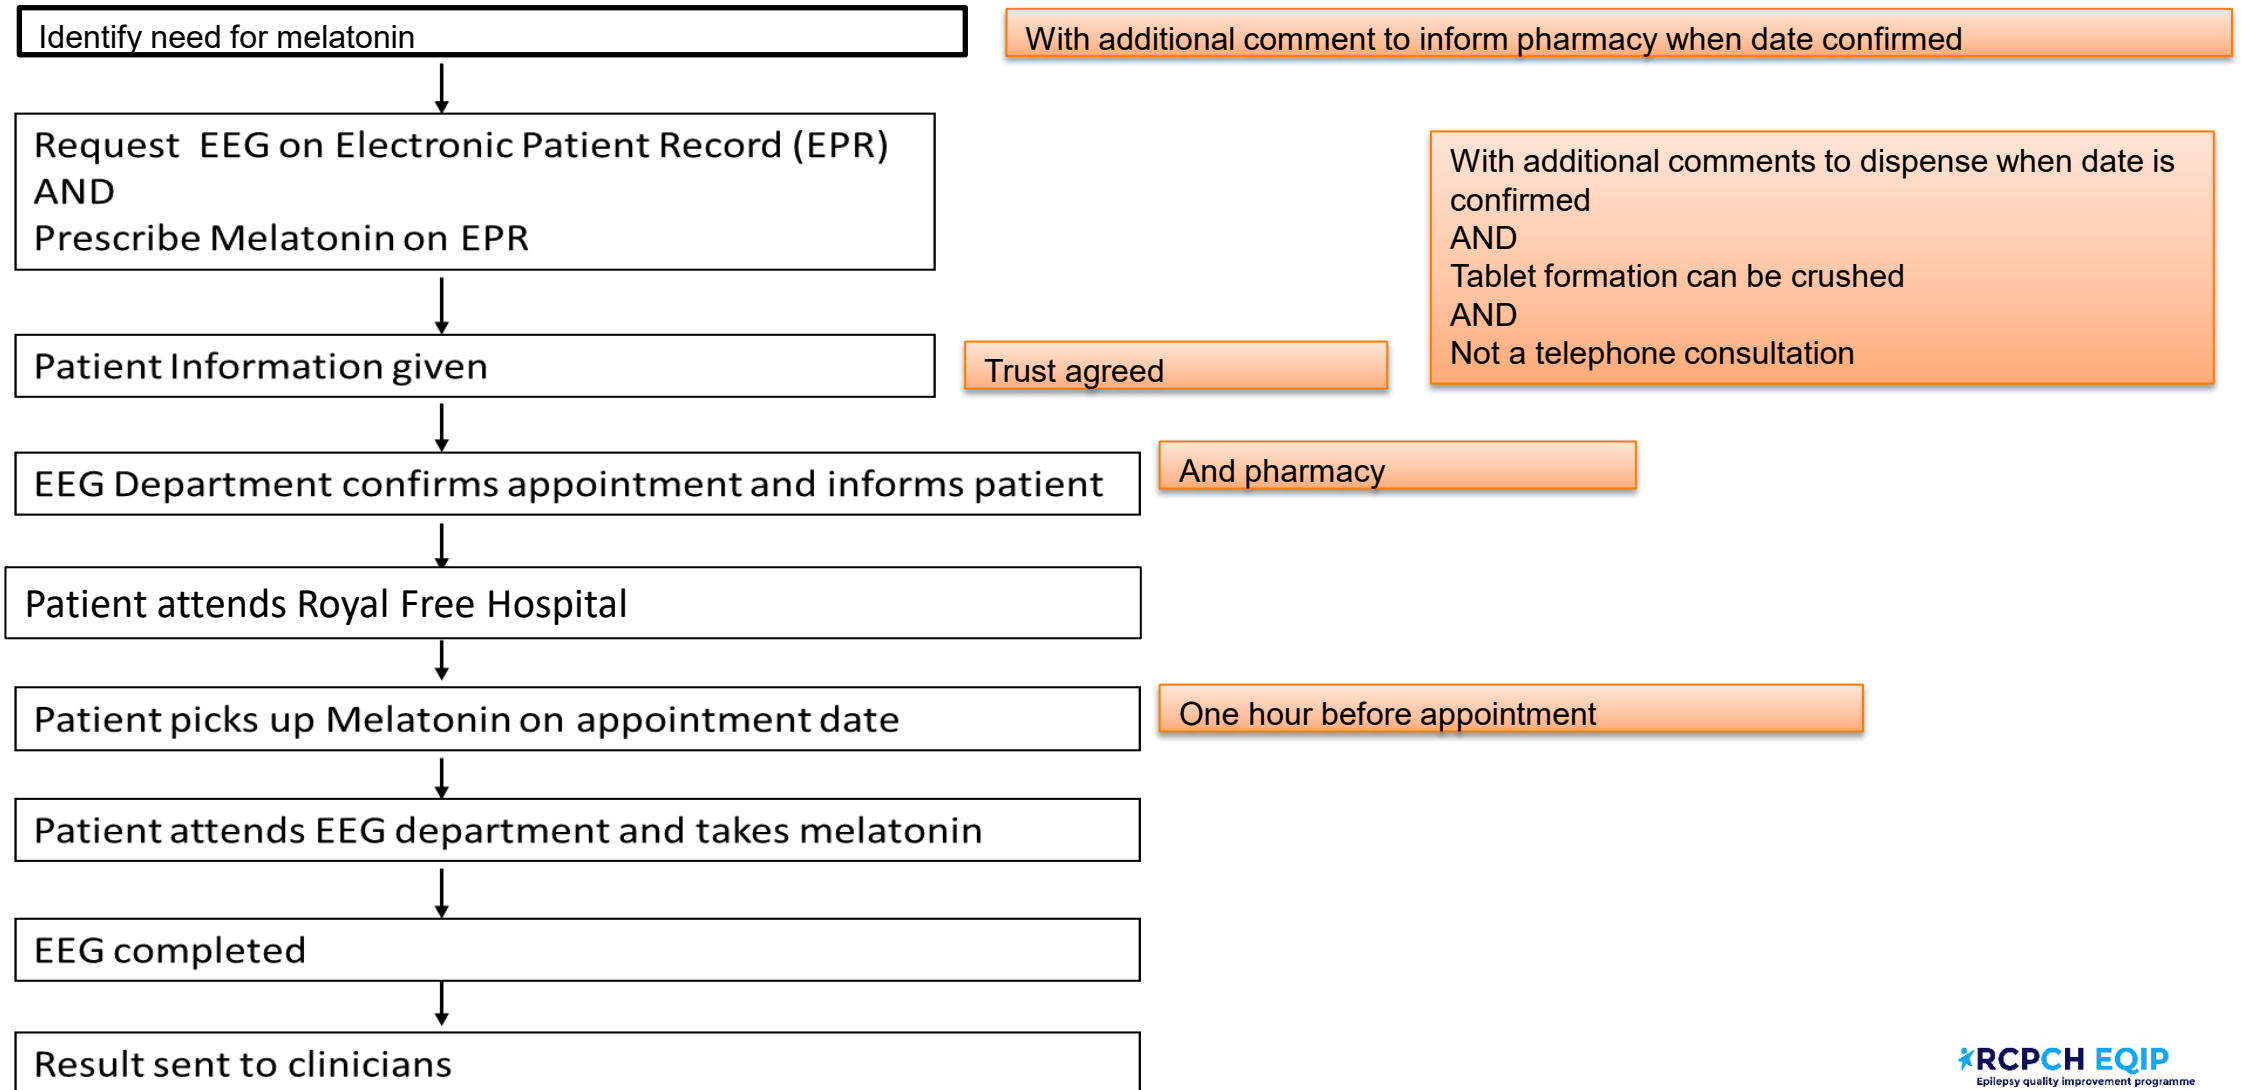 Identify need for melatonin
With additional comment to inform pharmacy when date confirmed
Request EEG on Electronic Patient Record (EPR)
AND
Prescribe Melatonin on EPR
With additional comments to dispense when date is
confirmed
AND
Tablet formation can be crushed
AND
Not a telephone consultation
Patient Information given
Trust agreed
EEG Department confirms appointment and informs patient
And pharmacy
Patient attends Royal Free Hospital
Patient picks up Melatonin on appointment date
One hour before appointment
Patient attends EEG department and takes melatonin
EEG completed
Result sent to clinicians
RCPCH EQIP
Epilepsy quality improvement programme